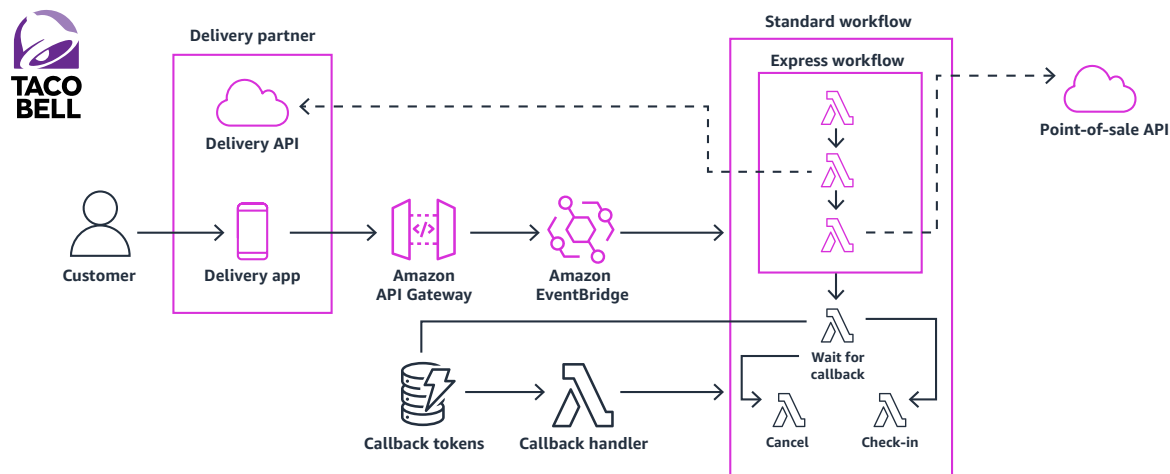 TACO
BELL
Delivery partner
Delivery API
Customer
Delivery app
Amazon
API Gateway
</>
Amazon
EventBridge
Standard workflow
Express workflow
Point-of-sale API
Wait for
callback
Cancel
Check-in
Callback tokens
Callback handler